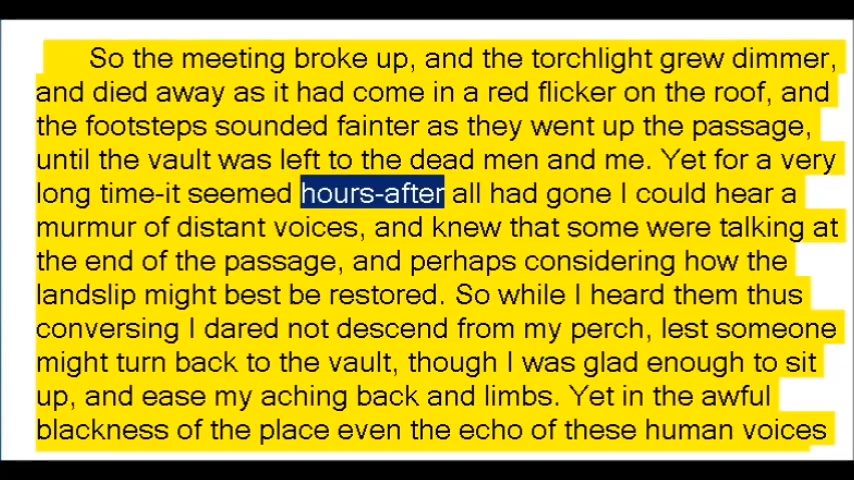 So the meeting broke up, and the torchlight grew dimmer,
and died away as it had come in a red flicker on the roof, and
the footsteps sounded fainter as they went up the passage,
until the vault was left to the dead men and me. Yet for a very
long time-it seemed hours-after all had gone I could hear a
murmur of distant voices, and knew that some were talking at
the end of the passage, and perhaps considering how the
landslip might best be restored. So while I heard them thus
conversing I dared not descend from my perch, lest someone
might turn back to the vault, though I was glad enough to sit
up, and ease my aching back and limbs. Yet in the awful
blackness of the place even the echo of these human voices